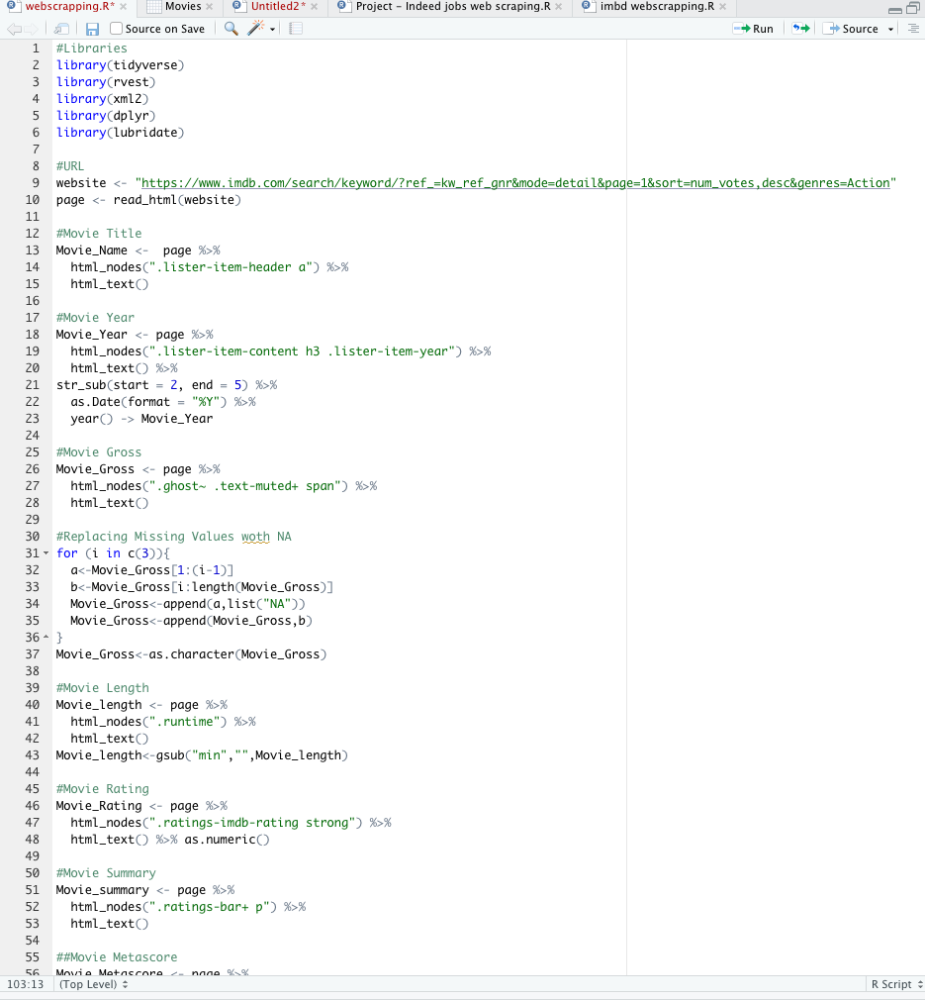 webscrapping.R* × Movies × Untitled2* × Project – Indeed jobs web scraping.R × imbd webscrapping.R ×
Source on Save Run Source
1 #Libraries
2 library(tidyverse)
3 library(rvest)
4 library(xml2)
5 library(dplyr)
6 library(lubridate)
7
8 #URL
9 website <- "https://www.imdb.com/search/keyword/?ref_=kw_ref_gnr&mode=detail&page=1&sort=num_votes,desc&genres=Action"
10 page <- read_html(website)
11
12 #Movie Title
13 Movie_Name <-  page %>%
14   html_nodes(".lister-item-header a") %>%
15   html_text()
16
17 #Movie Year
18 Movie_Year <- page %>%
19   html_nodes(".lister-item-content h3 .lister-item-year") %>%
20   html_text() %>%
21 str_sub(start = 2, end = 5) %>%
22   as.Date(format = "%Y") %>%
23   year() -> Movie_Year
24
25 #Movie Gross
26 Movie_Gross <- page %>%
27   html_nodes(".ghost~ .text-muted+ span") %>%
28   html_text()
29
30 #Replacing Missing Values woth NA
31 for (i in c(3)){
32   a<-Movie_Gross[1:(i-1)]
33   b<-Movie_Gross[i:length(Movie_Gross)]
34   Movie_Gross<-append(a,list("NA"))
35   Movie_Gross<-append(Movie_Gross,b)
36 }
37 Movie_Gross<-as.character(Movie_Gross)
38
39 #Movie Length
40 Movie_length <- page %>%
41   html_nodes(".runtime") %>%
42   html_text()
43 Movie_length<-gsub("min","",Movie_length)
44
45 #Movie Rating
46 Movie_Rating <- page %>%
47   html_nodes(".ratings-imdb-rating strong") %>%
48   html_text() %>% as.numeric()
49
50 #Movie Summary
51 Movie_summary <- page %>%
52   html_nodes(".ratings-bar+ p") %>%
53   html_text()
54
55 ##Movie Metascore
56 Movie_Metascore <- page %>%
103:13 (Top Level) R Script